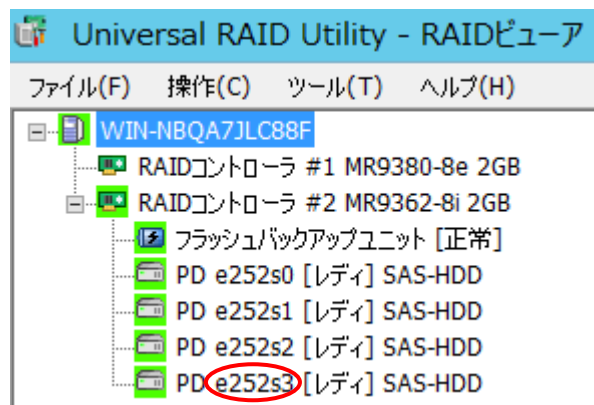 Universal RAID Utility - RAIDビューア
ファイル(F) 操作(C) ツール(T) ヘルプ(H)
WIN-NBQA7JLC88F
RAIDコントローラ #1 MR9380-8e 2GB
RAIDコントローラ #2 MR9362-8i 2GB
フラッシュバックアップユニット [正常]
PD e252s0 [レディ] SAS-HDD
PD e252s1 [レディ] SAS-HDD
PD e252s2 [レディ] SAS-HDD
PD e252s3 [レディ] SAS-HDD